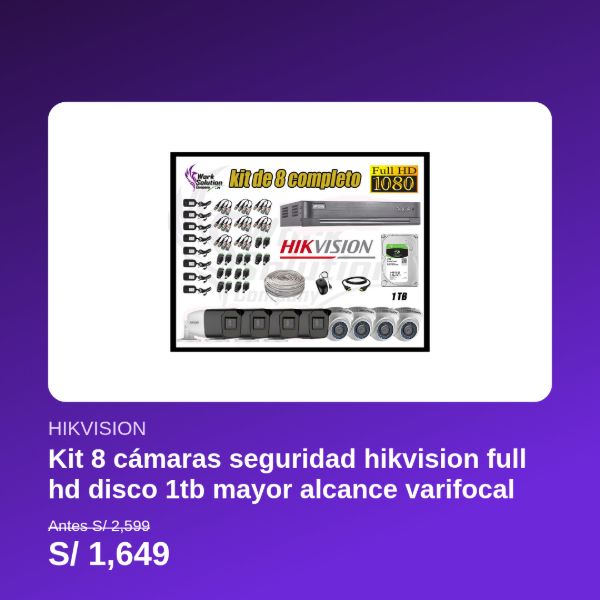 Work
Solution
Company
kit de 8 completo
Full HD
1080
HIKVISION
1 TB
HIKVISION
Kit 8 cámaras seguridad hikvision full
hd disco 1tb mayor alcance varifocal
Antes S/ 2,599
S/ 1,649